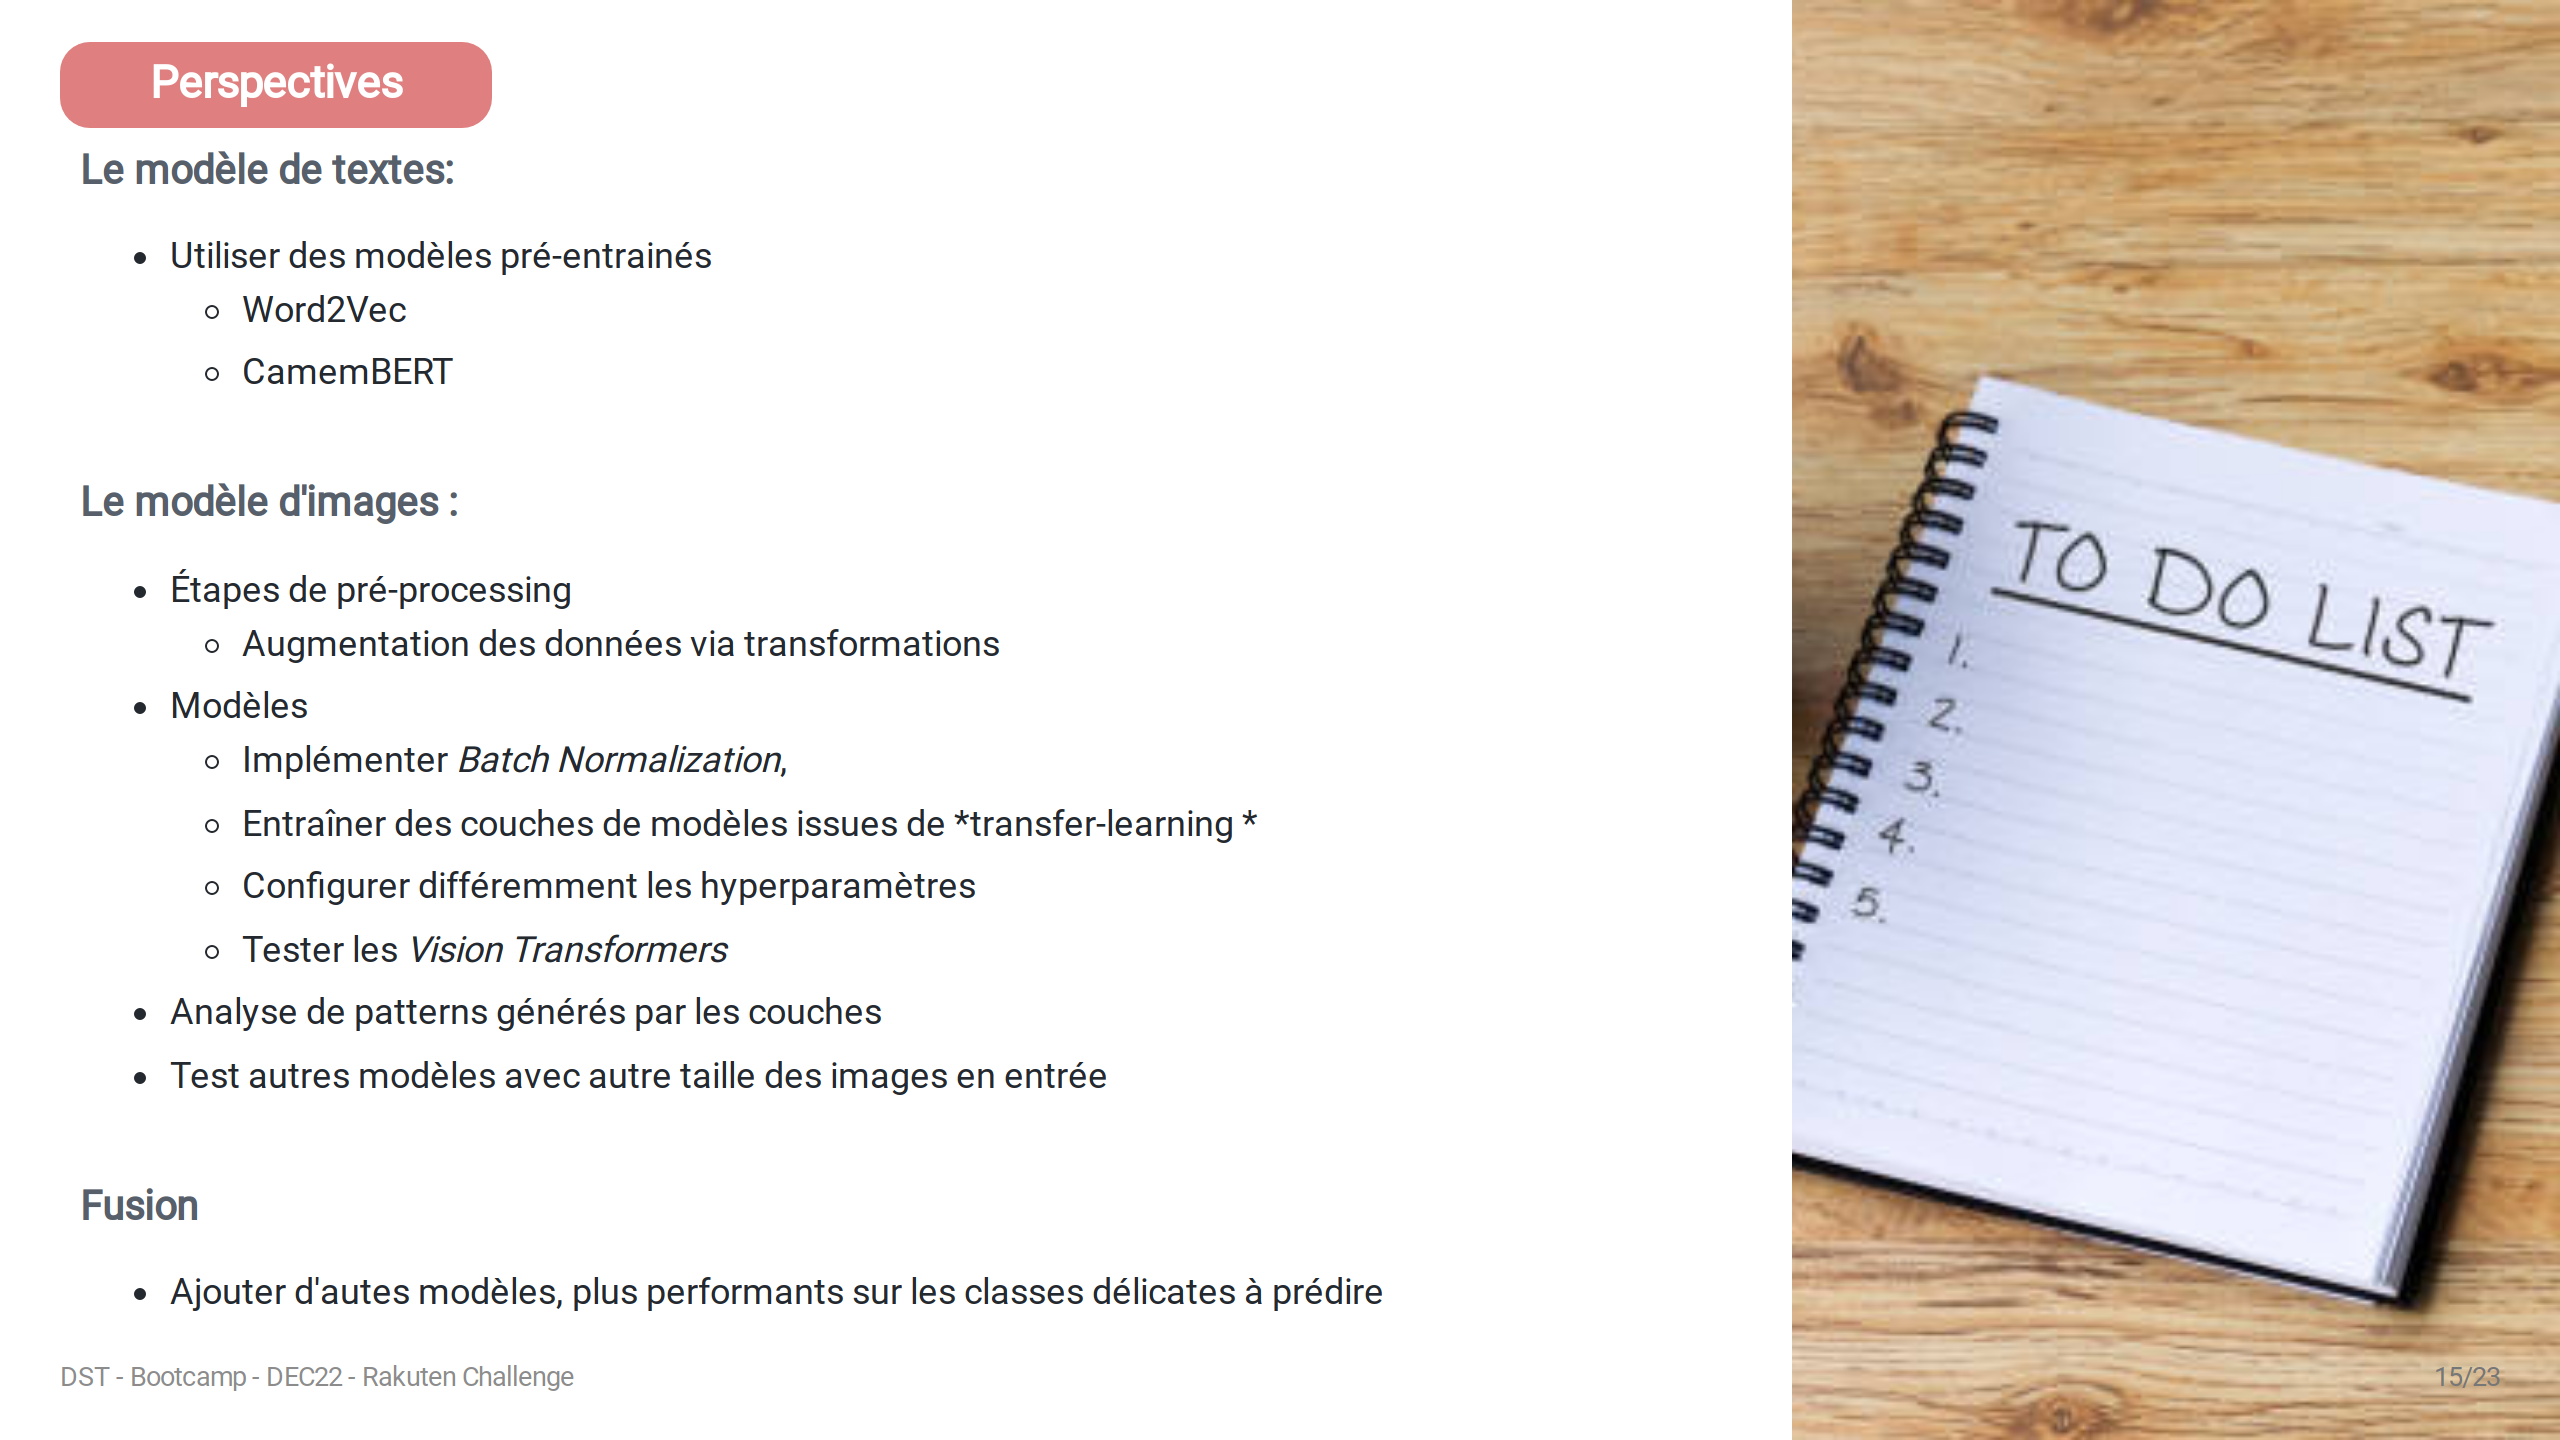 Perspectives
Le modèle de textes:
Utiliser des modèles pré-entrainés
Word2Vec
CamemBERT
Le modèle d'images :
Étapes de pré-processing
Augmentation des données via transformations
Modèles
Implémenter Batch Normalization,
Entraîner des couches de modèles issues de *transfer-learning *
Configurer différemment les hyperparamètres
Tester les Vision Transformers
Analyse de patterns générés par les couches
Test autres modèles avec autre taille des images en entrée
Fusion
Ajouter d'autes modèles, plus performants sur les classes délicates à prédire
DST - Bootcamp - DEC22 - Rakuten Challenge
TO DO LIST
1.
2.
3.
4.
5.
15/23